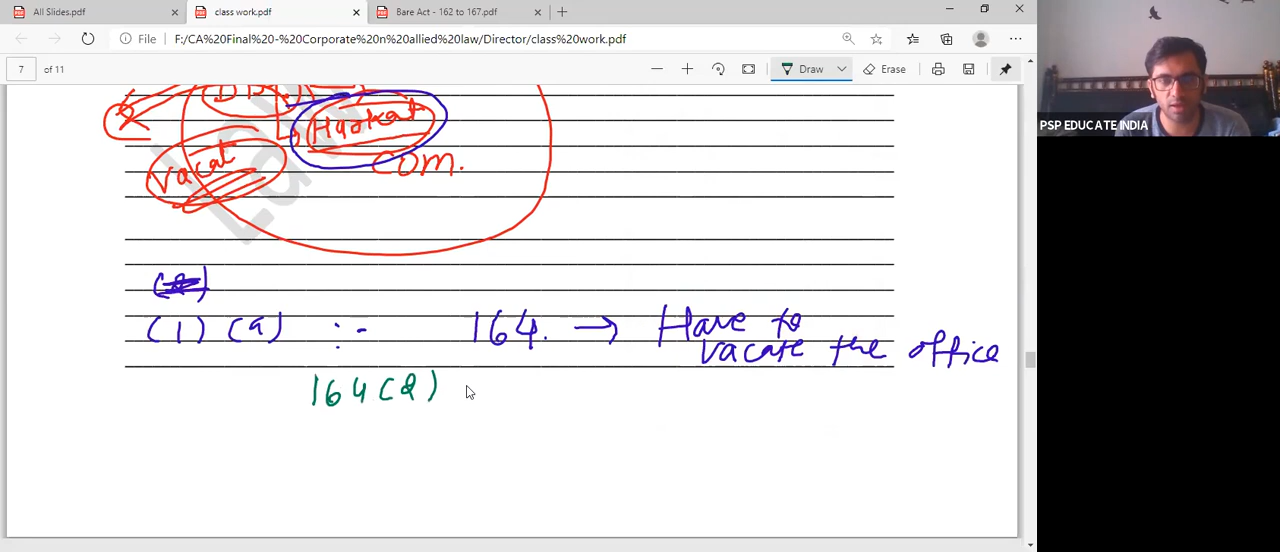 All Slides.pdf
class work.pdf
Bare Act - 162 to 167.pdf
File F:/CA%20Final%20-%20Corporate%20n%20allied%20law/Director/class%20work.pdf
7 of 11
Draw
Erase
PSP EDUCATE INDIA
Harkat
com.
vacat
(1) (a) :- 164. → Have to
vacate the office
164(2)